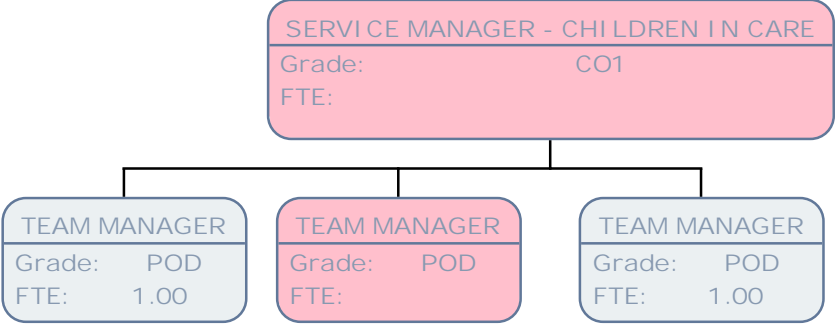 SERVICE MANAGER - CHILDREN IN CARE
Grade: CO1
FTE:
TEAM MANAGER
Grade: POD
FTE: 1.00
TEAM MANAGER
Grade: POD
FTE:
TEAM MANAGER
Grade: POD
FTE: 1.00